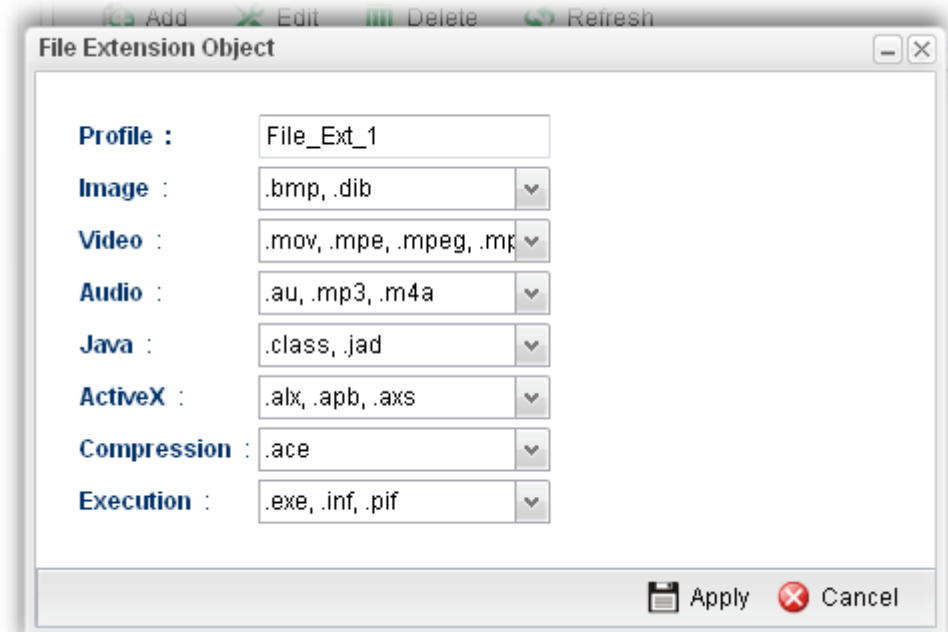 Add Edit Delete Refresh
File Extension Object
Profile : File_Ext_1
Image : .bmp, .dib
Video : .mov, .mpe, .mpeg, .mp
Audio : .au, .mp3, .m4a
Java : .class, .jad
ActiveX : .alx, .apb, .axs
Compression : .ace
Execution : .exe, .inf, .pif
Apply Cancel